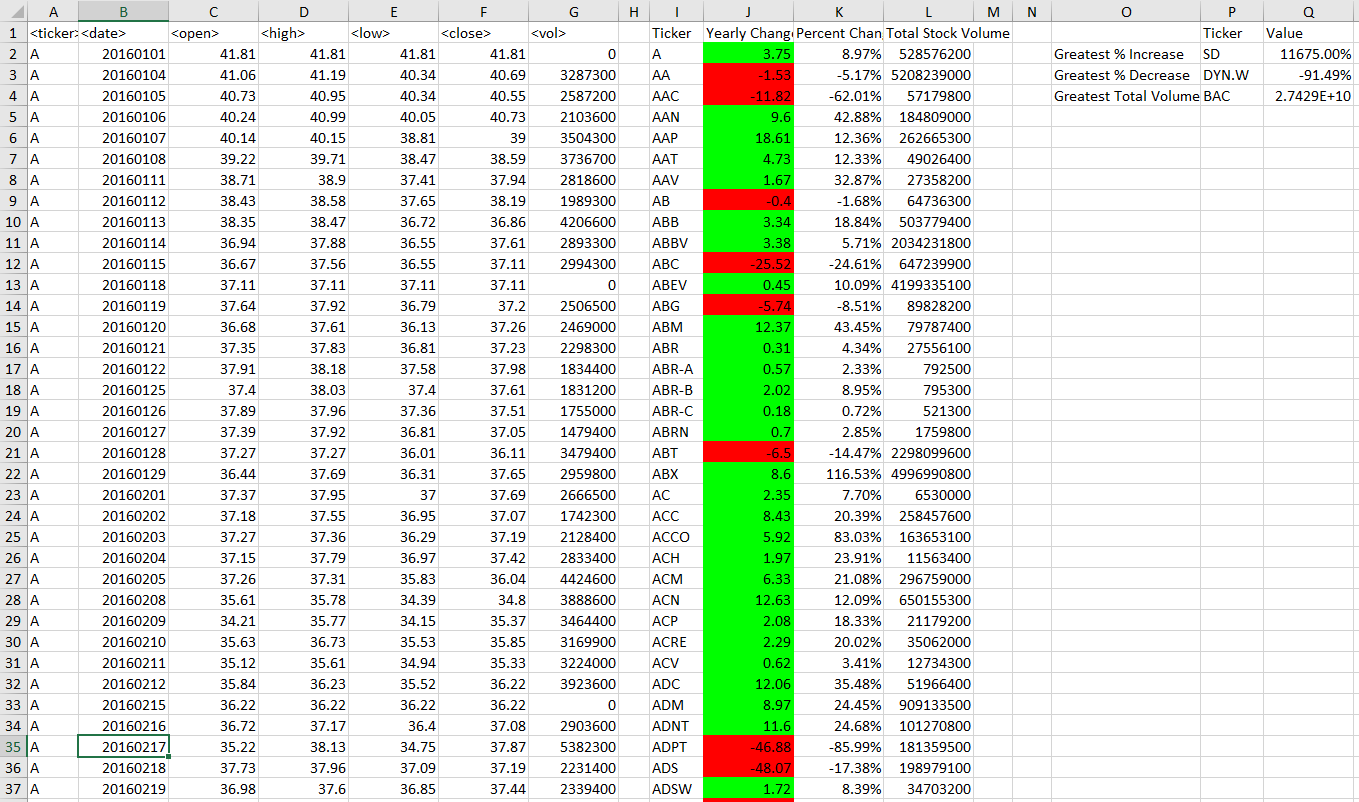 A B C D E F G H I J K L M N O P Q
1 <ticker> <date> <open> <high> <low> <close> <vol> Ticker Yearly Chang Percent Chan Total Stock Volume Ticker Value
2 A 20160101 41.81 41.81 41.81 41.81 0 A 3.75 8.97% 528576200 Greatest % Increase SD 11675.00%
3 A 20160104 41.06 41.19 40.34 40.69 3287300 AA -1.53 -5.17% 5208239000 Greatest % Decrease DYN.W -91.49%
4 A 20160105 40.73 40.95 40.34 40.55 2587200 AAC -11.82 -62.01% 57179800 Greatest Total Volume BAC 2.7429E+10
5 A 20160106 40.24 40.99 40.05 40.73 2103600 AAN 9.6 42.88% 184809000
6 A 20160107 40.14 40.15 38.81 39 3504300 AAP 18.61 12.36% 262665300
7 A 20160108 39.22 39.71 38.47 38.59 3736700 AAT 4.73 12.33% 49026400
8 A 20160111 38.71 38.9 37.41 37.94 2818600 AAV 1.67 32.87% 27358200
9 A 20160112 38.43 38.58 37.65 38.19 1989300 AB -0.4 -1.68% 64736300
10 A 20160113 38.35 38.47 36.72 36.86 4206600 ABB 3.34 18.84% 503779400
11 A 20160114 36.94 37.88 36.55 37.61 2893300 ABBV 3.38 5.71% 2034231800
12 A 20160115 36.67 37.56 36.55 37.11 2994300 ABC -25.52 -24.61% 647239900
13 A 20160118 37.11 37.11 37.11 37.11 0 ABEV 0.45 10.09% 4199335100
14 A 20160119 37.64 37.92 36.79 37.2 2506500 ABG -5.74 -8.51% 89828200
15 A 20160120 36.68 37.61 36.13 37.26 2469000 ABM 12.37 43.45% 79787400
16 A 20160121 37.35 37.83 36.81 37.23 2298300 ABR 0.31 4.34% 27556100
17 A 20160122 37.91 38.18 37.58 37.98 1834400 ABR-A 0.57 2.33% 792500
18 A 20160125 37.4 38.03 37.4 37.61 1831200 ABR-B 2.02 8.95% 795300
19 A 20160126 37.89 37.96 37.36 37.51 1755000 ABR-C 0.18 0.72% 521300
20 A 20160127 37.39 37.92 36.81 37.05 1479400 ABRN 0.7 2.85% 1759800
21 A 20160128 37.27 37.27 36.01 36.11 3479400 ABT -6.5 -14.47% 2298099600
22 A 20160129 36.44 37.69 36.31 37.65 2959800 ABX 8.6 116.53% 4996990800
23 A 20160201 37.37 37.95 37 37.69 2666500 AC 2.35 7.70% 6530000
24 A 20160202 37.18 37.55 36.95 37.07 1742300 ACC 8.43 20.39% 258457600
25 A 20160203 37.27 37.36 36.29 37.19 2128400 ACCO 5.92 83.03% 163653100
26 A 20160204 37.15 37.79 36.97 37.42 2833400 ACH 1.97 23.91% 11563400
27 A 20160205 37.26 37.31 35.83 36.04 4424600 ACM 6.33 21.08% 296759000
28 A 20160208 35.61 35.78 34.39 34.8 3888600 ACN 12.63 12.09% 650155300
29 A 20160209 34.21 35.77 34.15 35.37 3464400 ACP 2.08 18.33% 21179200
30 A 20160210 35.63 36.73 35.53 35.85 3169900 ACRE 2.29 20.02% 35062000
31 A 20160211 35.12 35.61 34.94 35.33 3224000 ACV 0.62 3.41% 12734300
32 A 20160212 35.84 36.23 35.52 36.22 3923600 ADC 12.06 35.48% 51966400
33 A 20160215 36.22 36.22 36.22 36.22 0 ADM 8.97 24.45% 909133500
34 A 20160216 36.72 37.17 36.4 37.08 2903600 ADNT 11.6 24.68% 101270800
35 A 20160217 35.22 38.13 34.75 37.87 5382300 ADPT -46.88 -85.99% 181359500
36 A 20160218 37.73 37.96 37.09 37.19 2231400 ADS -48.07 -17.38% 198979100
37 A 20160219 36.98 37.6 36.85 37.44 2339400 ADSW 1.72 8.39% 34703200